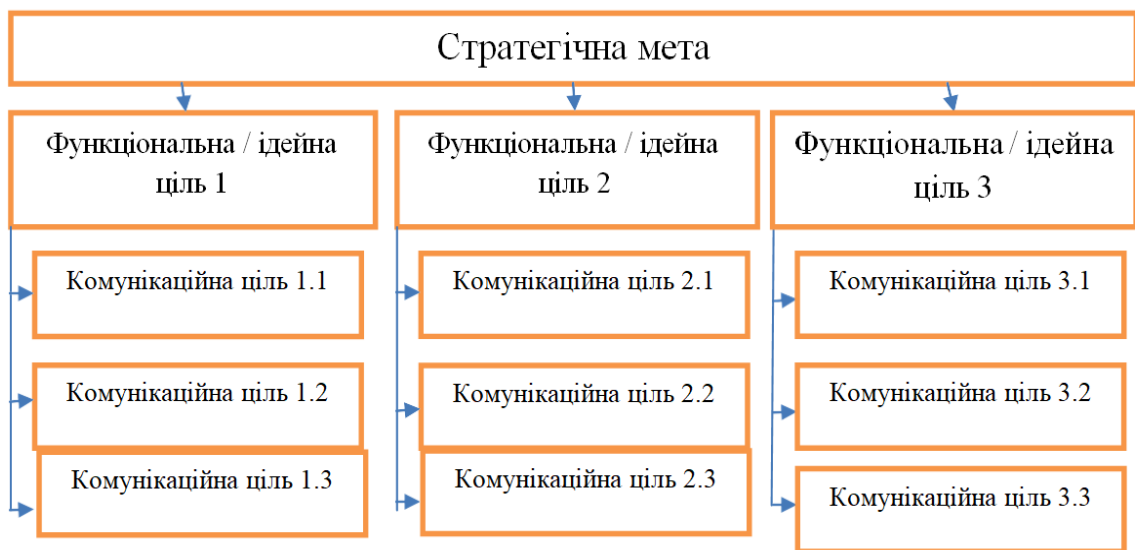 Стратегічна мета
Функціональна / ідейна
ціль 1
Функціональна / ідейна
ціль 2
Функціональна / ідейна
ціль 3
Комунікаційна ціль 1.1
Комунікаційна ціль 2.1
Комунікаційна ціль 3.1
Комунікаційна ціль 1.2
Комунікаційна ціль 2.2
Комунікаційна ціль 3.2
Комунікаційна ціль 1.3
Комунікаційна ціль 2.3
Комунікаційна ціль 3.3